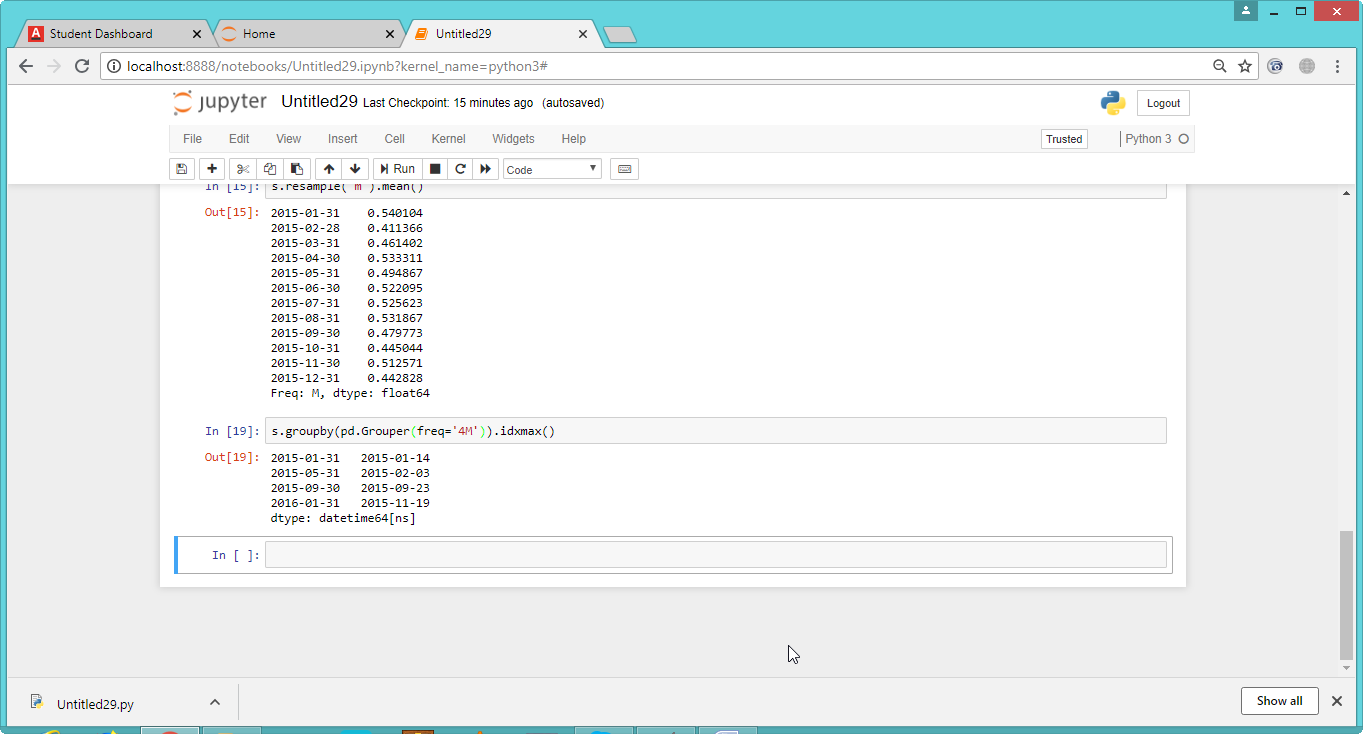 Student Dashboard
Home
Untitled29
localhost:8888/notebooks/Untitled29.ipynb?kernel_name=python3#
jupyter Untitled29 Last Checkpoint: 15 minutes ago (autosaved)
Logout
File Edit View Insert Cell Kernel Widgets Help
Trusted
Python 3
Run
Code
In [15]: s.resample('m').mean()
Out[15]: 2015-01-31 0.540104
2015-02-28 0.411366
2015-03-31 0.461402
2015-04-30 0.533311
2015-05-31 0.494867
2015-06-30 0.522095
2015-07-31 0.525623
2015-08-31 0.531867
2015-09-30 0.479773
2015-10-31 0.445044
2015-11-30 0.512571
2015-12-31 0.442828
Freq: M, dtype: float64
In [19]: s.groupby(pd.Grouper(freq='4M')).idxmax()
Out[19]: 2015-01-31 2015-01-14
2015-05-31 2015-02-03
2015-09-30 2015-09-23
2016-01-31 2015-11-19
dtype: datetime64[ns]
In [ ]:
Untitled29.py
Show all